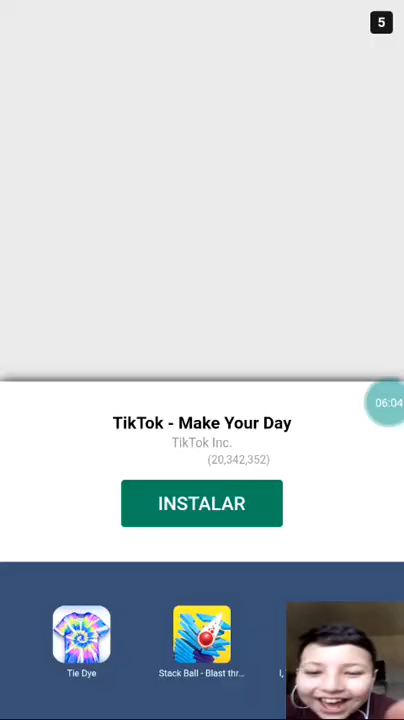 5
TikTok - Make Your Day
TikTok Inc.
06:04
(20,342,352)
INSTALAR
Tie Dye
Stack Ball - Blast thr...
I,